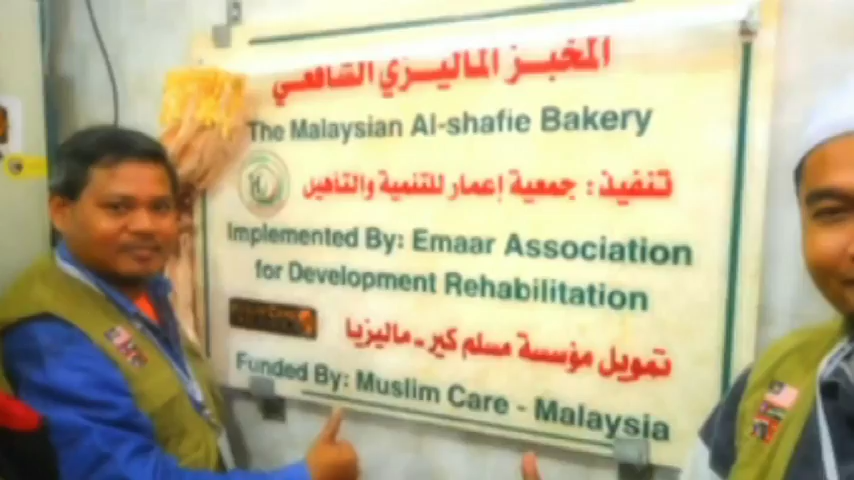 المخبز الماليزي الشافعي
The Malaysian Al-shafie Bakery
تنفيذ : جمعية إعمار للتنمية والتأهيل
Implemented By: Emaar Association
for Development Rehabilitation
تمويل مؤسسة مسلم كير - ماليزيا
Funded By: Muslim Care - Malaysia